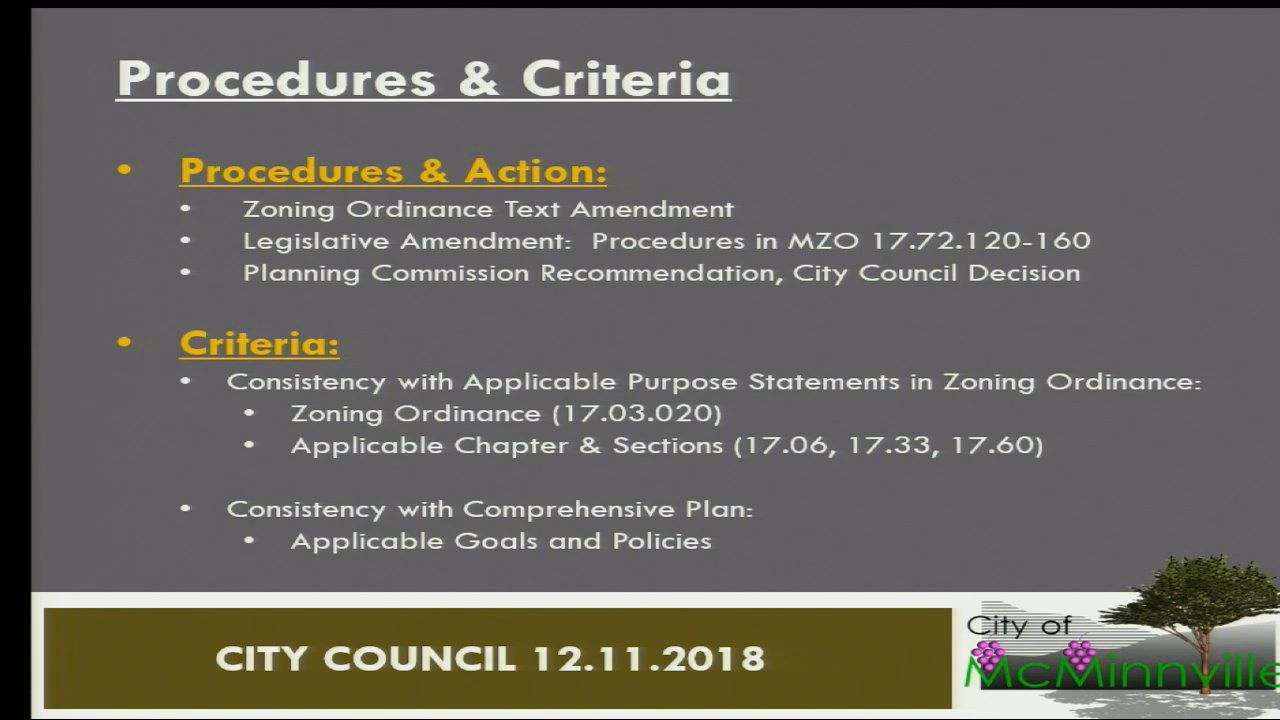 Procedures & Criteria
• Procedures & Action:
• Zoning Ordinance Text Amendment
• Legislative Amendment: Procedures in MZO 17.72.120-160
• Planning Commission Recommendation, City Council Decision
• Criteria:
• Consistency with Applicable Purpose Statements in Zoning Ordinance:
• Zoning Ordinance (17.03.020)
• Applicable Chapter & Sections (17.06, 17.33, 17.60)
• Consistency with Comprehensive Plan:
• Applicable Goals and Policies
CITY COUNCIL 12.11.2018
City of
McMinnville